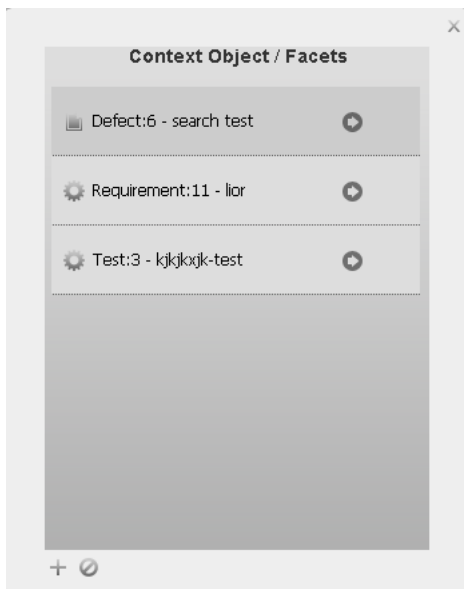 Context Object / Facets
Defect:6 - search test
Requirement:11 - lior
Test:3 - kjkjkxjk-test